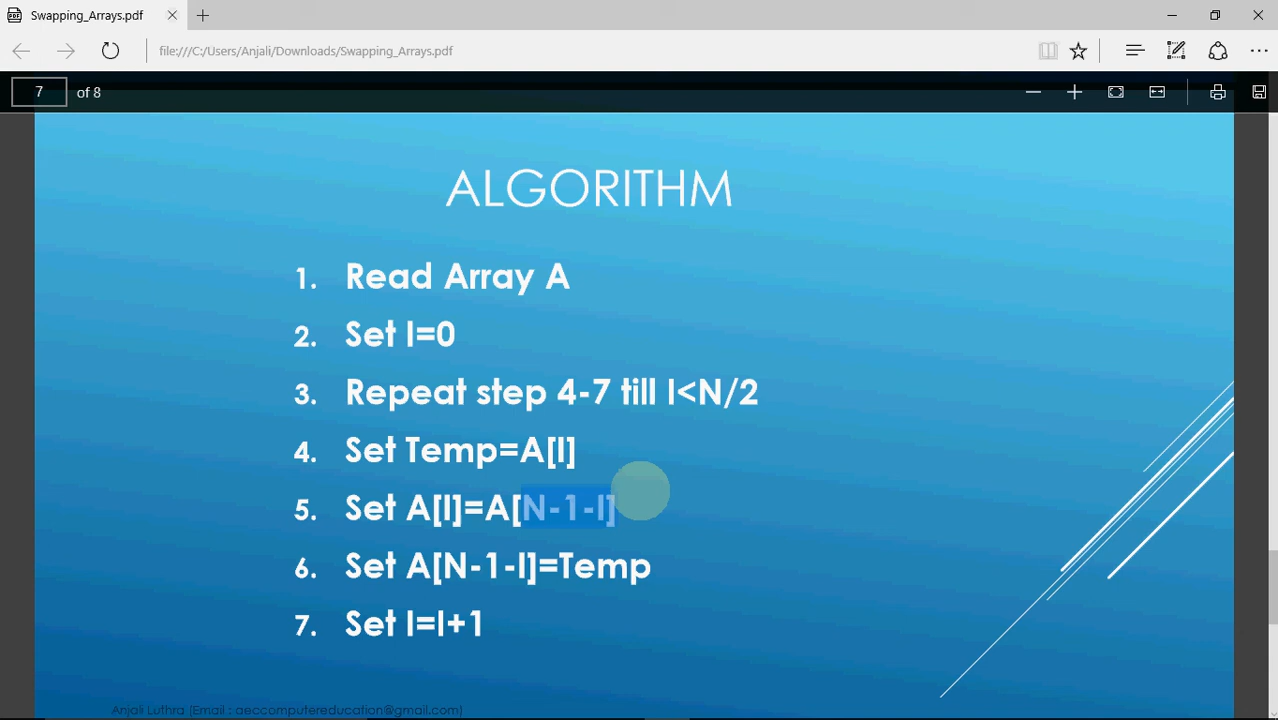 Swapping_Arrays.pdf
file:///C:/Users/Anjali/Downloads/Swapping_Arrays.pdf
7 of 8
ALGORITHM
1. Read Array A
2. Set I=0
3. Repeat step 4-7 till I<N/2
4. Set Temp=A[I]
5. Set A[I]=A[N-1-I]
6. Set A[N-1-I]=Temp
7. Set I=I+1
Anjali Luthra (Email : aeccomputereducation@gmail.com)